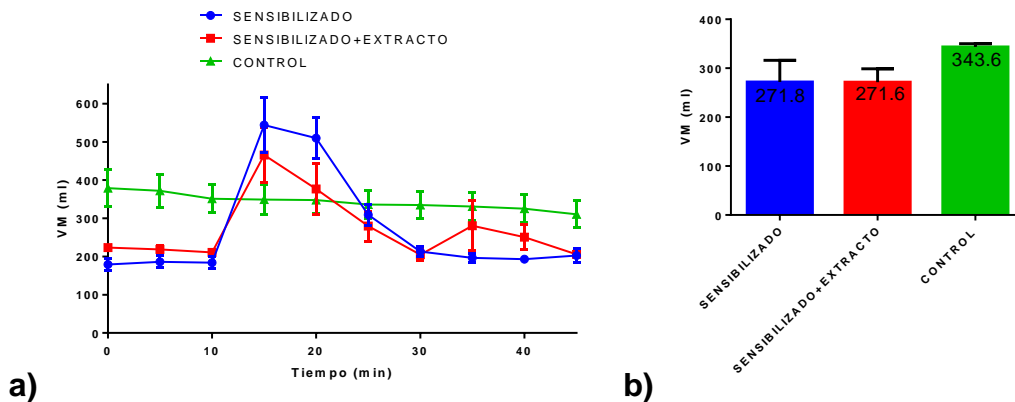 SENSIBILIZADO
SENSIBILIZADO+EXTRACTO
CONTROL
600
500
400
300
200
100
0
VM (ml)
0
10
20
30
40
Tiempo (min)
a)
400
300
200
100
0
VM (ml)
271.8
271.6
343.6
SENSIBILIZADO
SENSIBILIZADO+EXTRACTO
CONTROL
b)